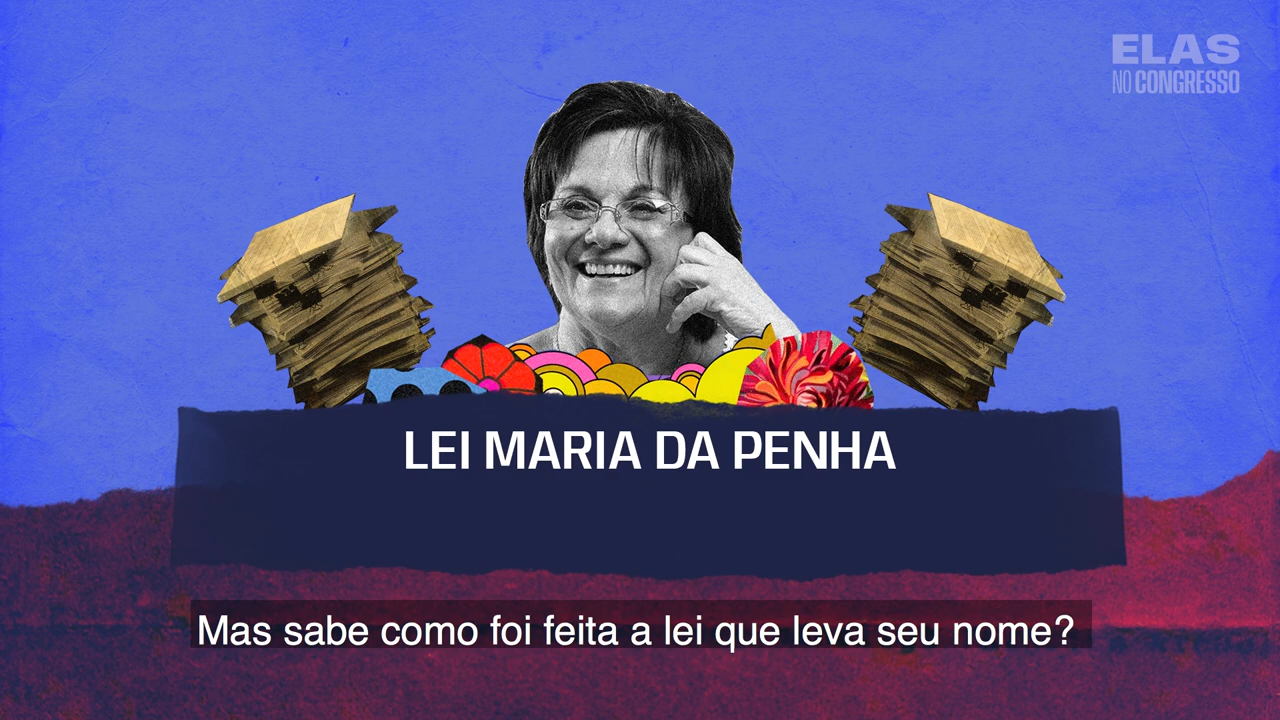 ELAS
NO CONGRESSO
LEI MARIA DA PENHA
Mas sabe como foi feita a lei que leva seu nome?